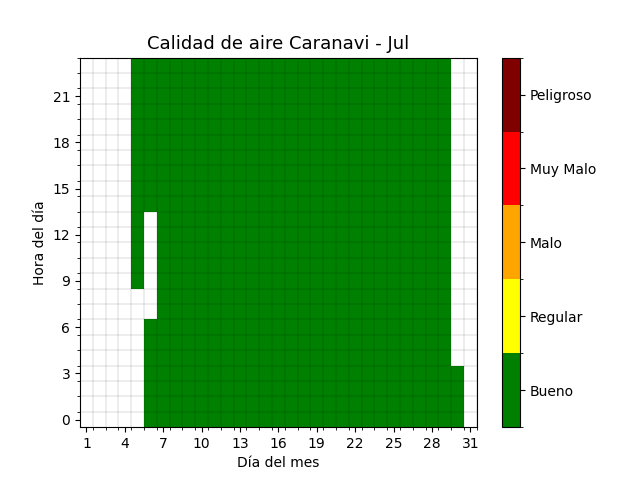 Calidad de aire Caranavi - Jul
Hora del día
21
18
15
12
9
6
3
0
1 4 7 10 13 16 19 22 25 28 31
Día del mes
Peligroso
Muy Malo
Malo
Regular
Bueno